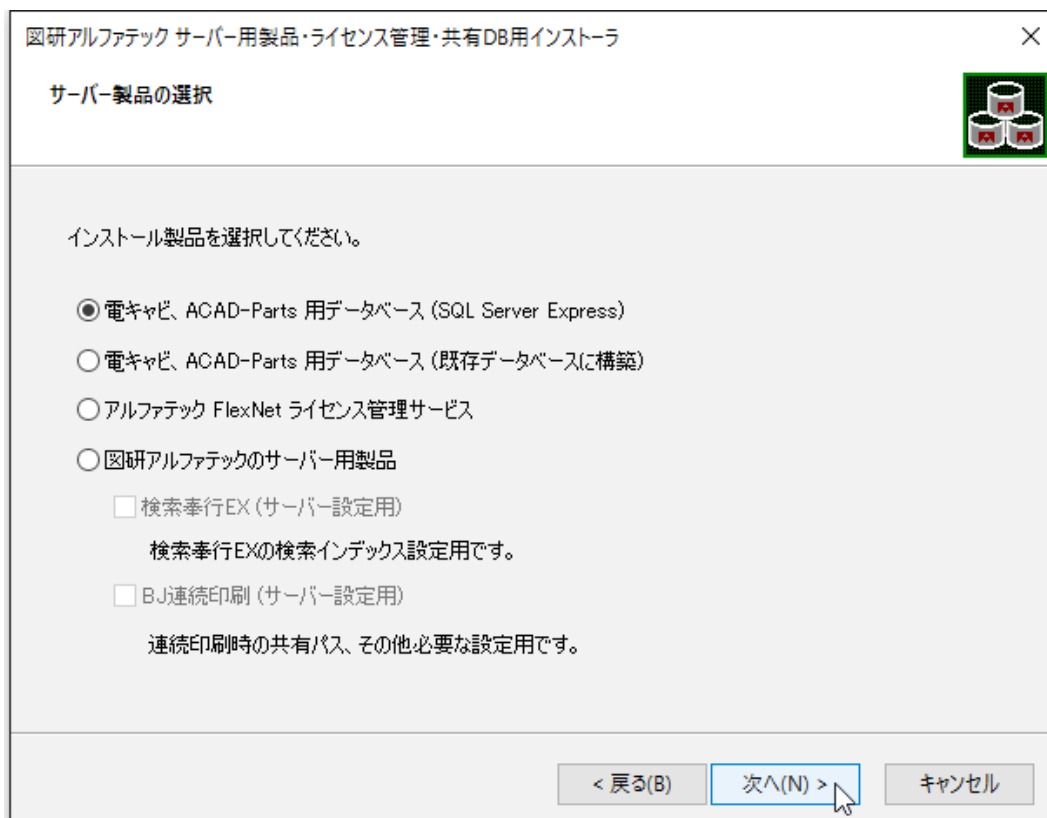 図研アルファテック サーバー用製品・ライセンス管理・共有DB用インストーラ
サーバー製品の選択
インストール製品を選択してください。
電キャビ、ACAD-Parts 用データベース (SQL Server Express)
電キャビ、ACAD-Parts 用データベース (既存データベースに構築)
アルファテック FlexNet ライセンス管理サービス
図研アルファテックのサーバー用製品
検索奉行EX (サーバー設定用)
検索奉行EXの検索インデックス設定用です。
BJ連続印刷 (サーバー設定用)
連続印刷時の共有パス、その他必要な設定用です。
< 戻る(B)
次へ(N) >
キャンセル